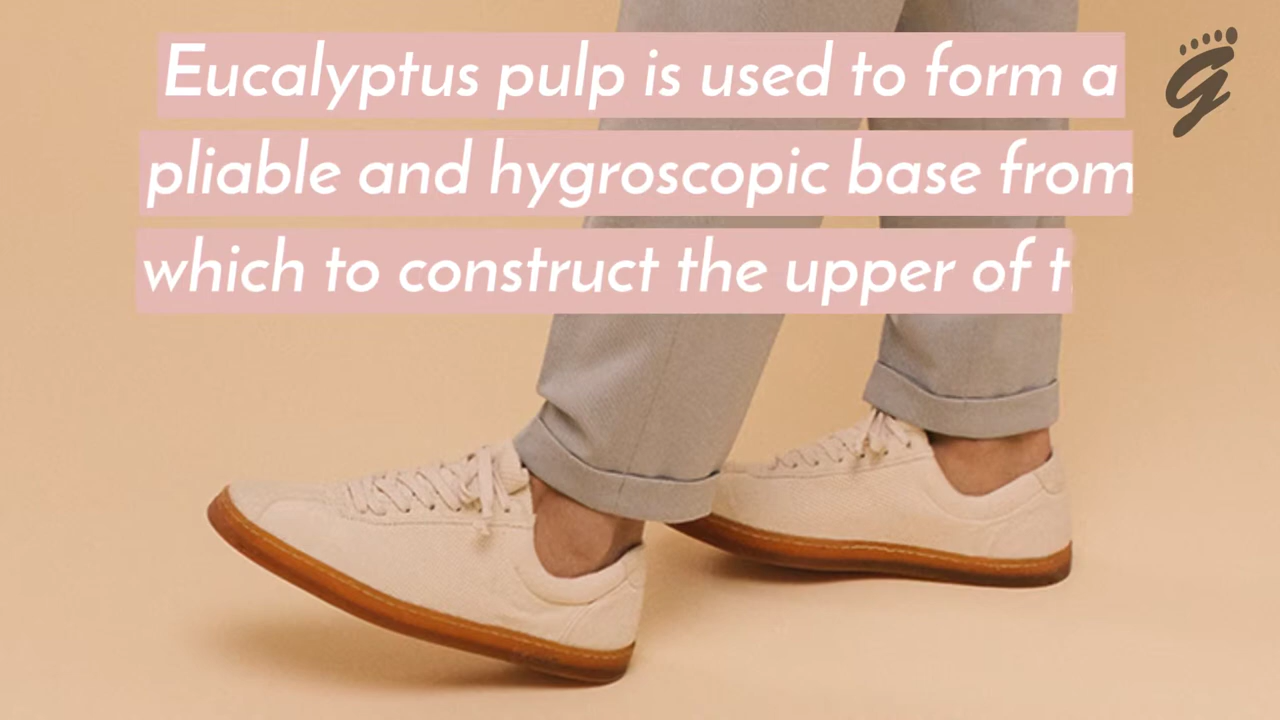 Eucalyptus pulp is used to form a
pliable and hygroscopic base from
which to construct the upper of t